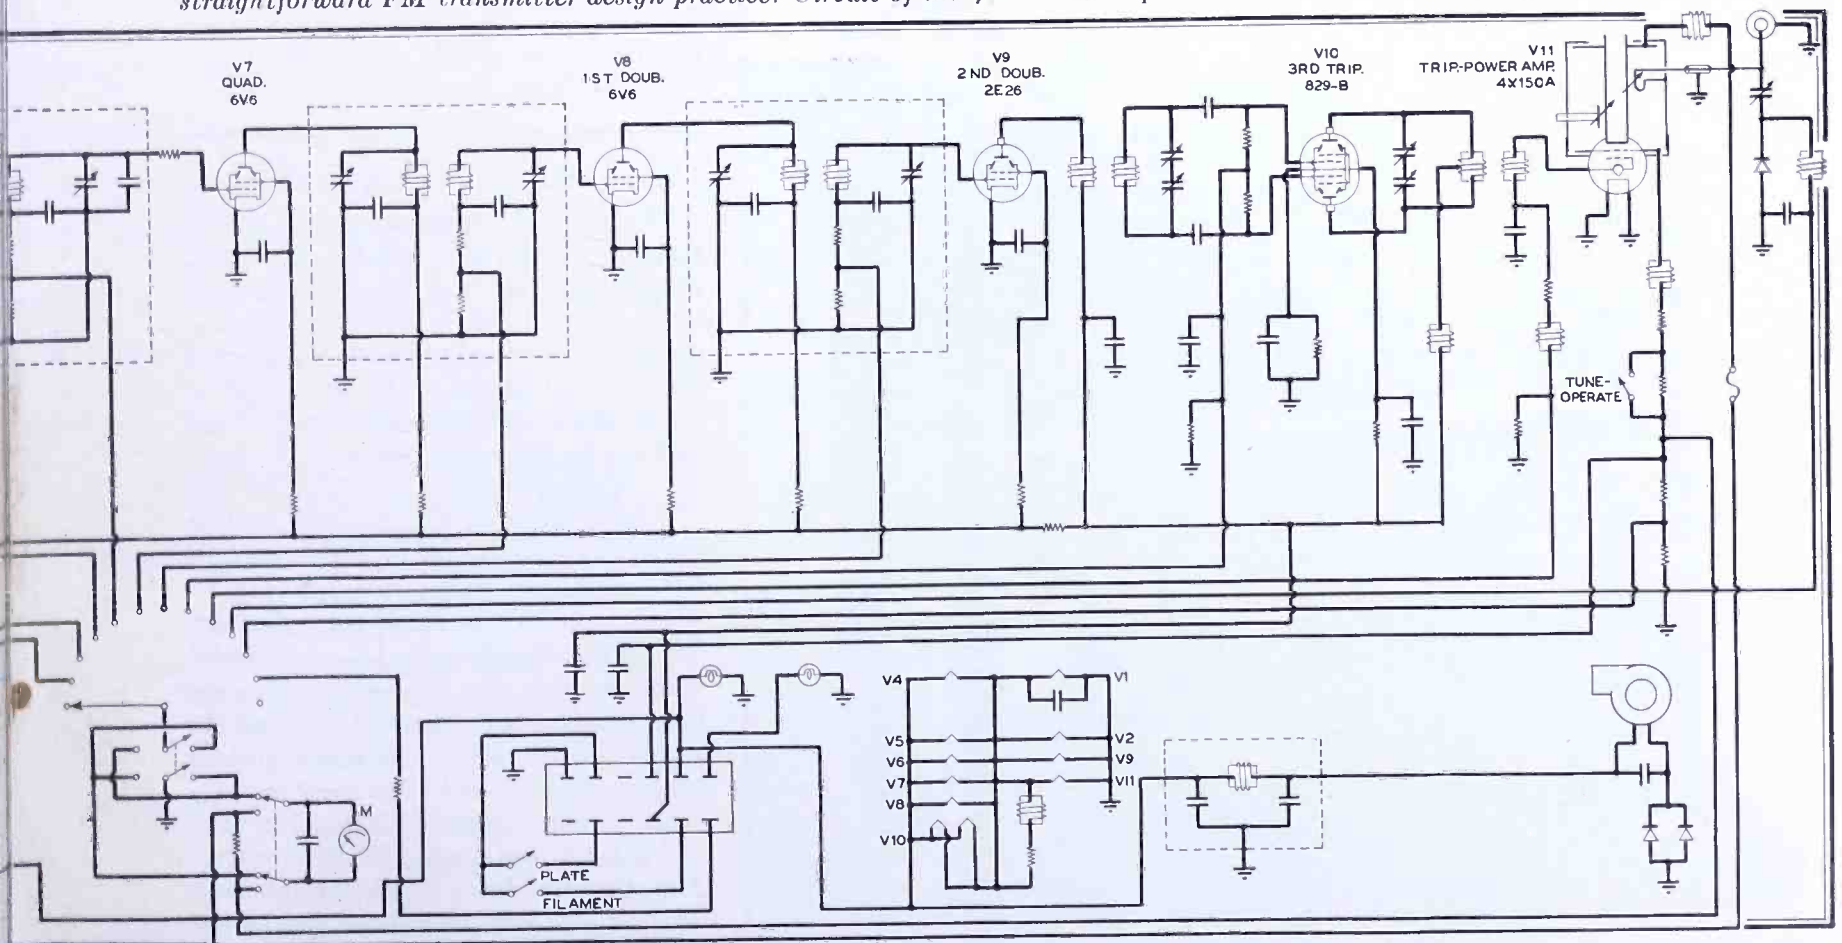 straightforward FM transmitter design practice. Circuit of
V7
QUAD.
6V6
V8
1ST DOUB.
6V6
V9
2ND DOUB.
2E26
V10
3RD TRIP.
829-B
V11
TRIP-POWER AMP.
4X150A
TUNE-
OPERATE
V4
V1
V5
V2
V6
V9
V7
V11
V8
V10
M
PLATE
FILAMENT